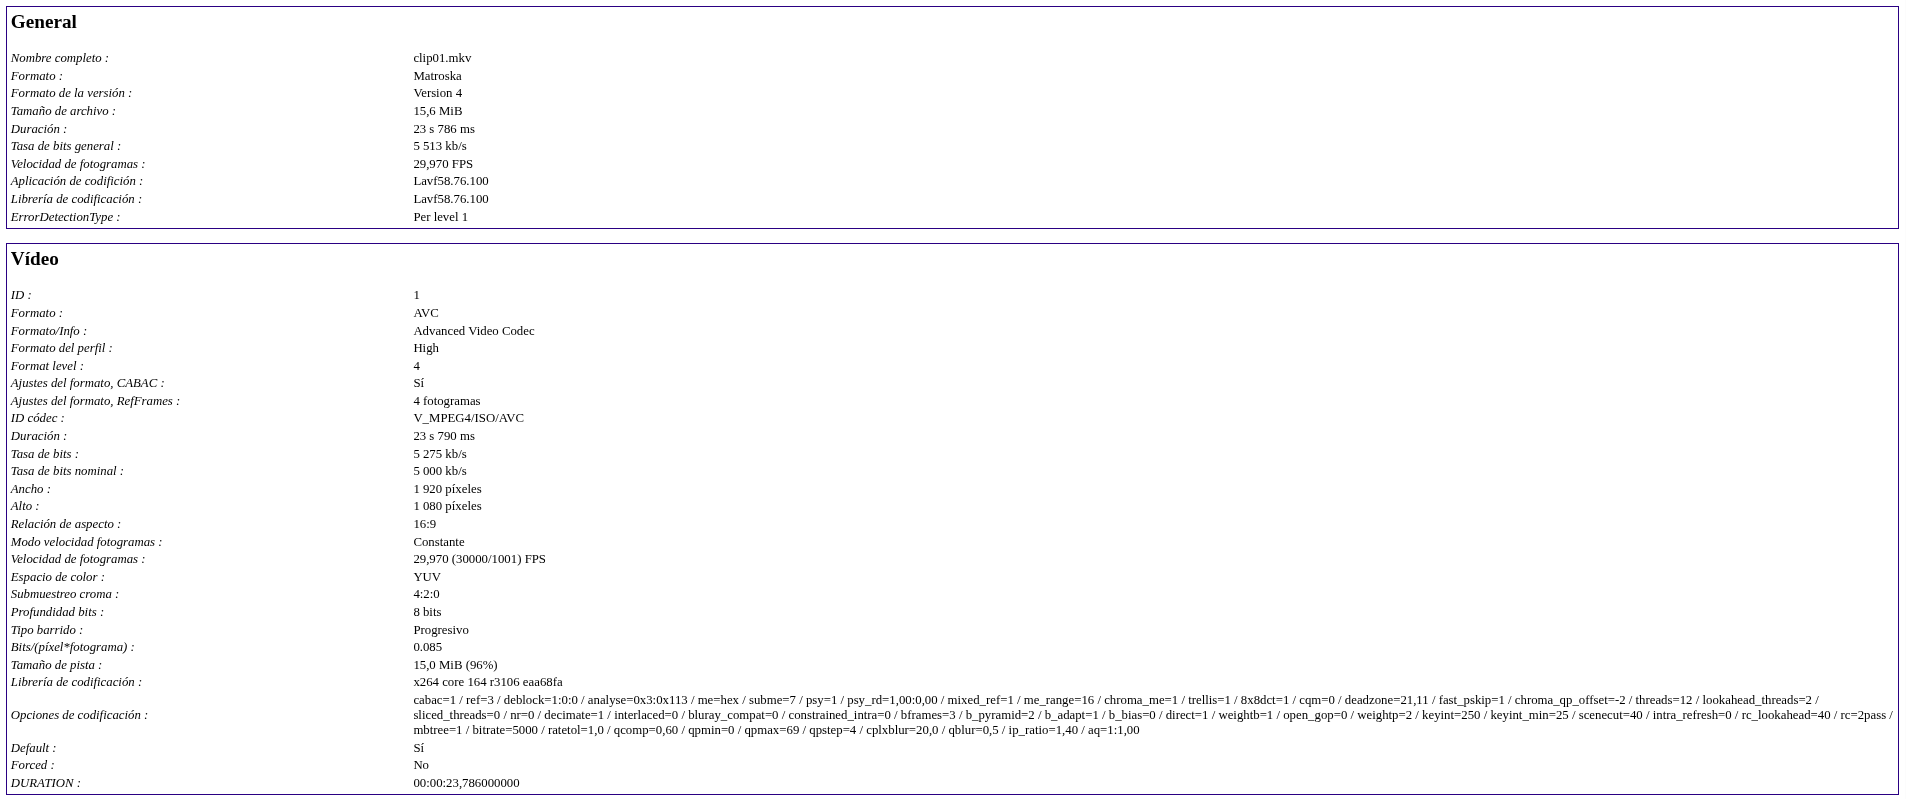 General
Nombre completo : clip01.mkv
Formato : Matroska
Formato de la versión : Version 4
Tamaño de archivo : 15,6 MiB
Duración : 23 s 786 ms
Tasa de bits general : 5 513 kb/s
Velocidad de fotogramas : 29,970 FPS
Aplicación de codifición : Lavf58.76.100
Librería de codificación : Lavf58.76.100
ErrorDetectionType : Per level 1
Vídeo
ID : 1
Formato : AVC
Formato/Info : Advanced Video Codec
Formato del perfil : High
Format level : 4
Ajustes del formato, CABAC : Sí
Ajustes del formato, RefFrames : 4 fotogramas
ID códec : V_MPEG4/ISO/AVC
Duración : 23 s 790 ms
Tasa de bits : 5 275 kb/s
Tasa de bits nominal : 5 000 kb/s
Ancho : 1 920 píxeles
Alto : 1 080 píxeles
Relación de aspecto : 16:9
Modo velocidad fotogramas : Constante
Velocidad de fotogramas : 29,970 (30000/1001) FPS
Espacio de color : YUV
Submuestreo croma : 4:2:0
Profundidad bits : 8 bits
Tipo barrido : Progresivo
Bits/(píxel*fotograma) : 0.085
Tamaño de pista : 15,0 MiB (96%)
Librería de codificación : x264 core 164 r3106 eaa68fa
cabac=1 / ref=3 / deblock=1:0:0 / analyse=0x3:0x113 / me=hex / subme=7 / psy=1 / psy_rd=1,00:0,00 / mixed_ref=1 / me_range=16 / chroma_me=1 / trellis=1 / 8x8dct=1 / cqm=0 / deadzone=21,11 / fast_pskip=1 / chroma_qp_offset=-2 / threads=12 / lookahead_threads=2 /
Opciones de codificación : sliced_threads=0 / nr=0 / decimate=1 / interlaced=0 / bluray_compat=0 / constrained_intra=0 / bframes=3 / b_pyramid=2 / b_adapt=1 / b_bias=0 / direct=1 / weightb=1 / open_gop=0 / weightp=2 / keyint=250 / keyint_min=25 / scenecut=40 / intra_refresh=0 / rc_lookahead=40 / rc=2pass /
mbtree=1 / bitrate=5000 / ratetol=1,0 / qcomp=0,60 / qpmin=0 / qpmax=69 / qpstep=4 / cplxblur=20,0 / qblur=0,5 / ip_ratio=1,40 / aq=1:1,00
Default : Sí
Forced : No
DURATION : 00:00:23,786000000